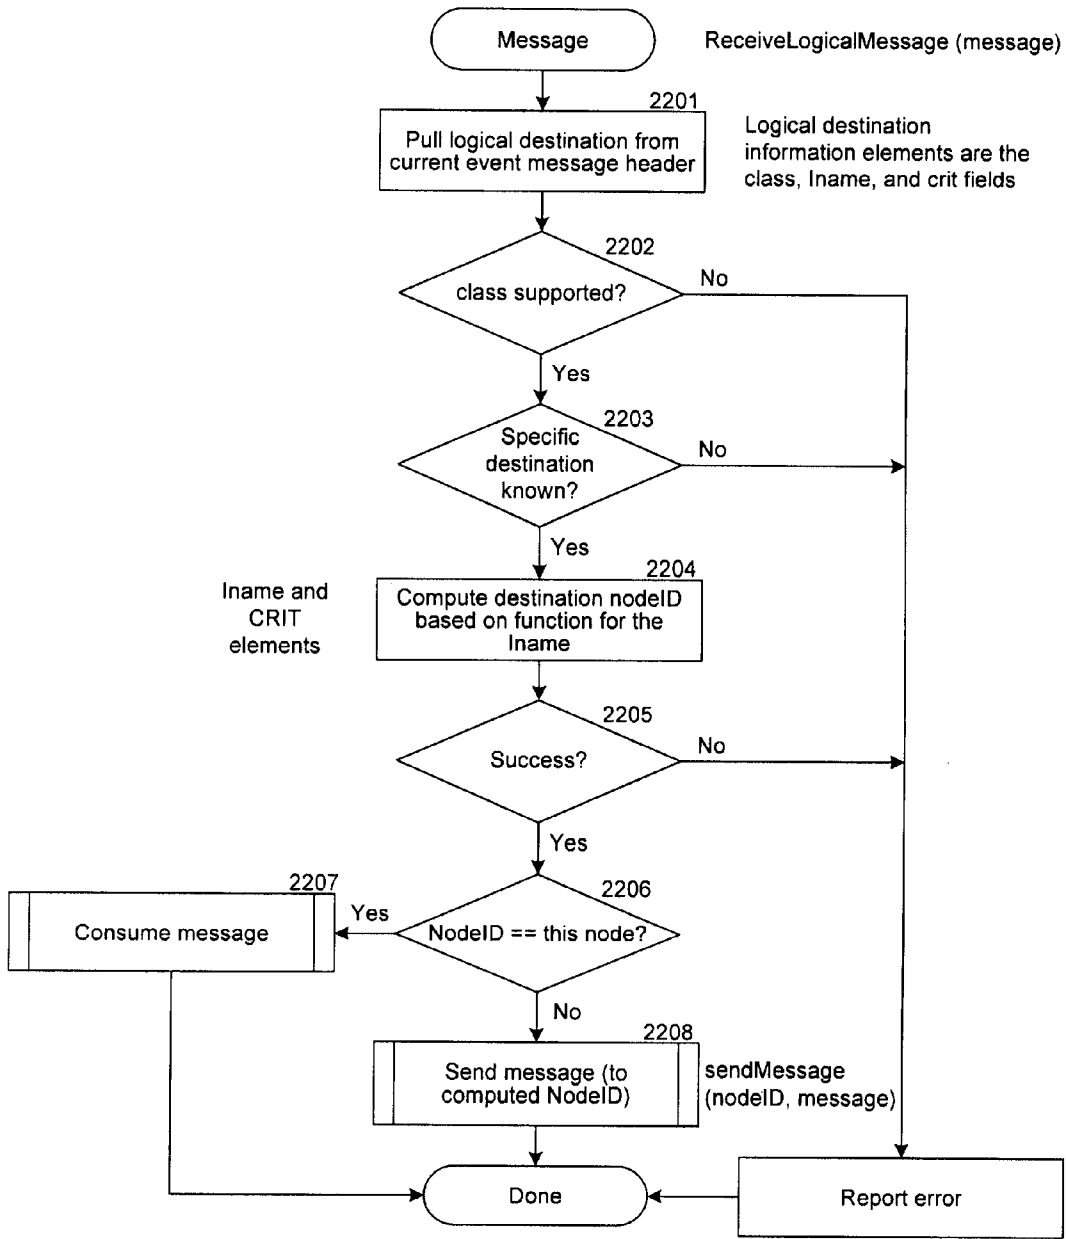 Message
ReceiveLogicalMessage (message)
2201
Pull logical destination from
current event message header
Logical destination
information elements are the
class, lname, and crit fields
2202
class supported?
No
Yes
2203
Specific
destination
known?
No
Yes
2204
lname and
CRIT
elements
Compute destination nodeID
based on function for the
lname
2205
Success?
No
Yes
2207
2206
Consume message
Yes
NodeID == this node?
No
2208
Send message (to
computed NodeID)
sendMessage
(nodeID, message)
Done
Report error